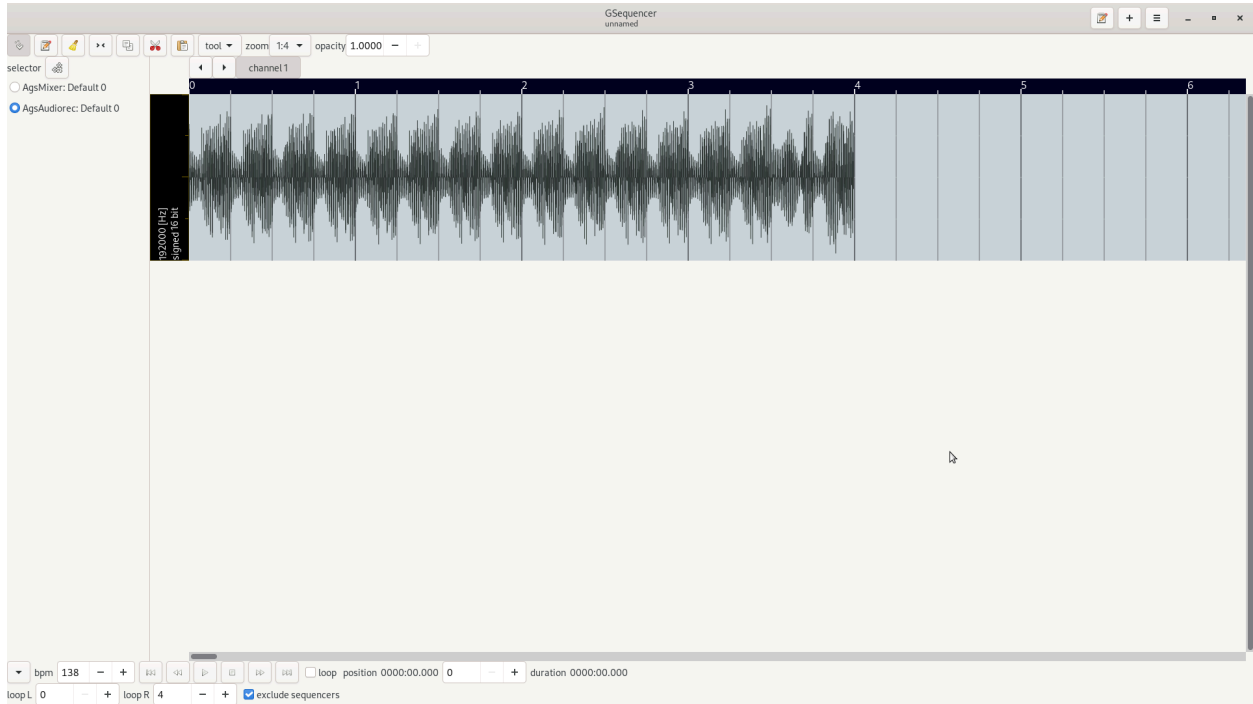 GSequencer
unnamed
tool zoom 1:4 opacity 1.0000
selector channel 1
AgsMixer: Default 0
AgsAudiorec: Default 0
0 1 2 3 4 5 6
192000 [Hz]
signed 16 bit
bpm 138 loop position 0000:00.000 0 duration 0000:00.000
loop L 0 loop R 4 exclude sequencers